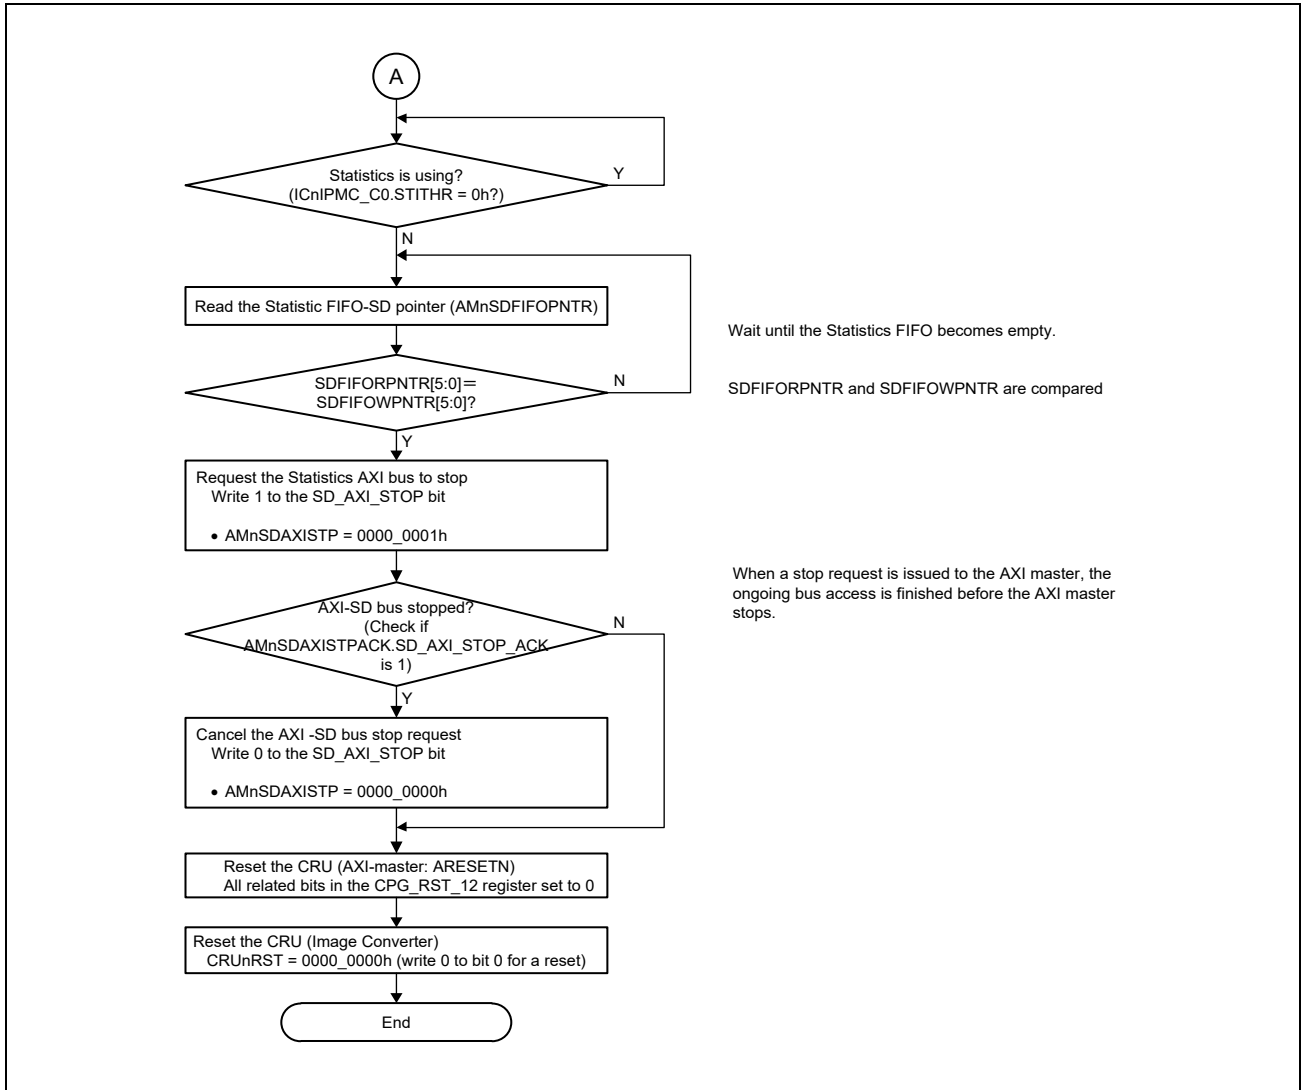 A
Statistics is using?
(ICnIPMC_C0.STITHR = 0h?)
Y
N
Read the Statistic FIFO-SD pointer (AMnSDFIFOPNTR)
Wait until the Statistics FIFO becomes empty.
SDFIFORPNTR[5:0]＝
SDFIFOWPNTR[5:0]?
N
SDFIFORPNTR and SDFIFOWPNTR are compared
Y
Request the Statistics AXI bus to stop
Write 1 to the SD_AXI_STOP bit
• AMnSDAXISTP = 0000_0001h
When a stop request is issued to the AXI master, the
ongoing bus access is finished before the AXI master
stops.
AXI-SD bus stopped?
(Check if
AMnSDAXISTPACK.SD_AXI_STOP_ACK
is 1)
N
Y
Cancel the AXI -SD bus stop request
Write 0 to the SD_AXI_STOP bit
• AMnSDAXISTP = 0000_0000h
Reset the CRU (AXI-master: ARESETN)
All related bits in the CPG_RST_12 register set to 0
Reset the CRU (Image Converter)
CRUnRST = 0000_0000h (write 0 to bit 0 for a reset)
End